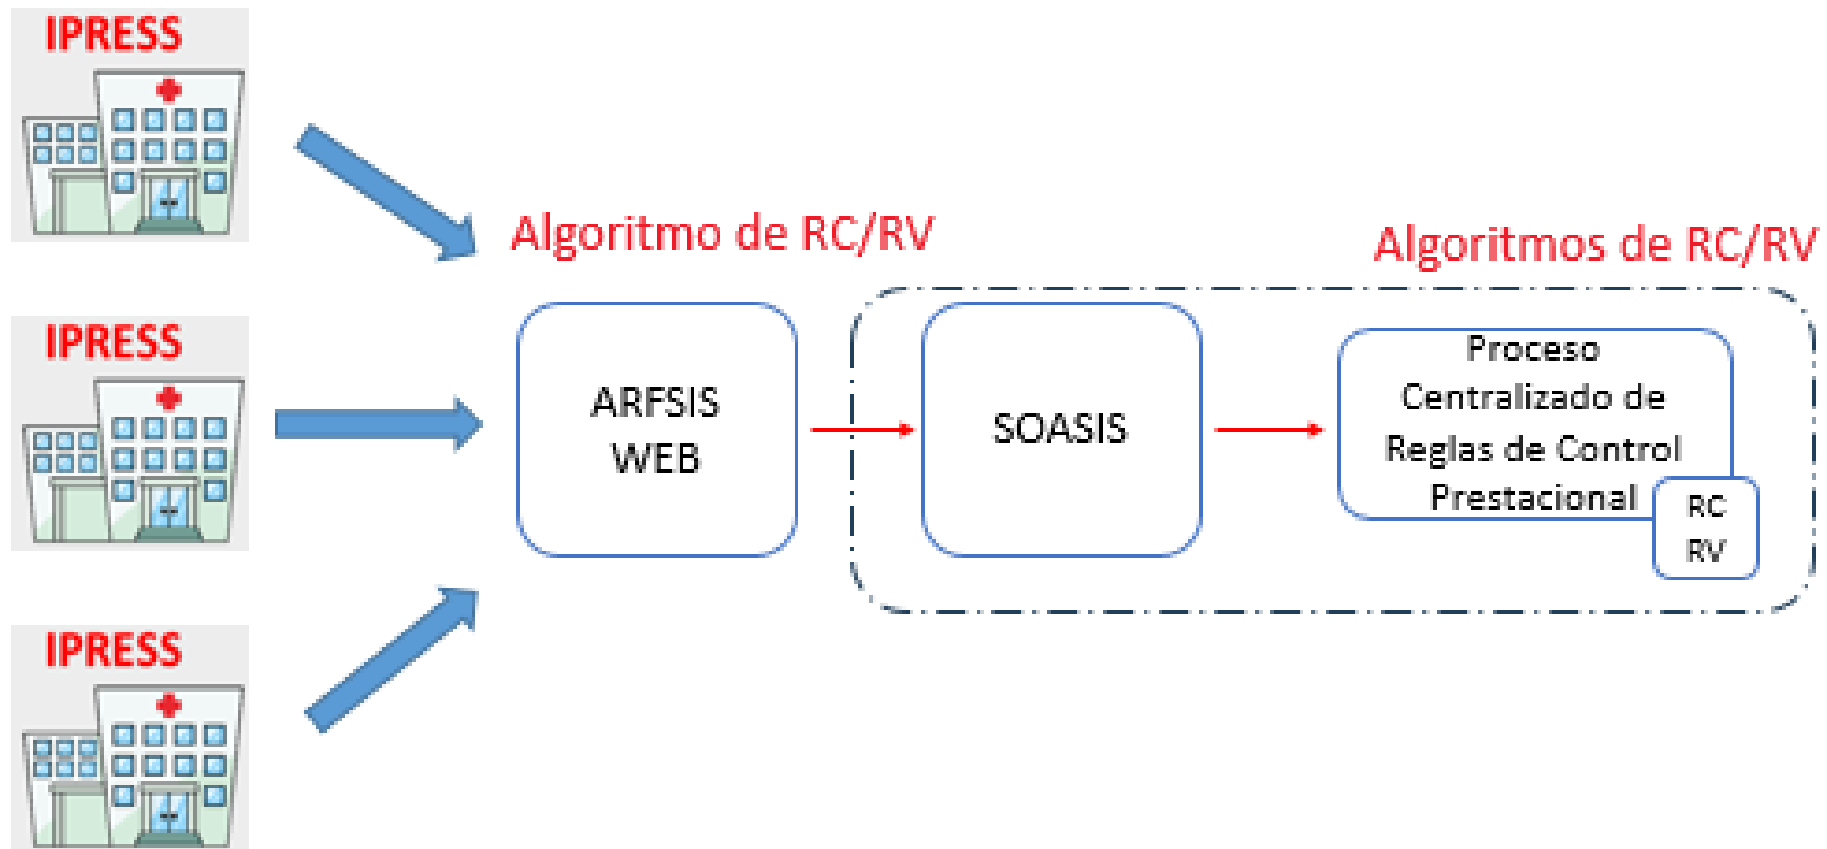 IPRESS
IPRESS
IPRESS
Algoritmo de RC/RV
ARFSIS
WEB
Algoritmos de RC/RV
SOASIS
Proceso
Centralizado de
Reglas de Control
Prestacional
RC
RV